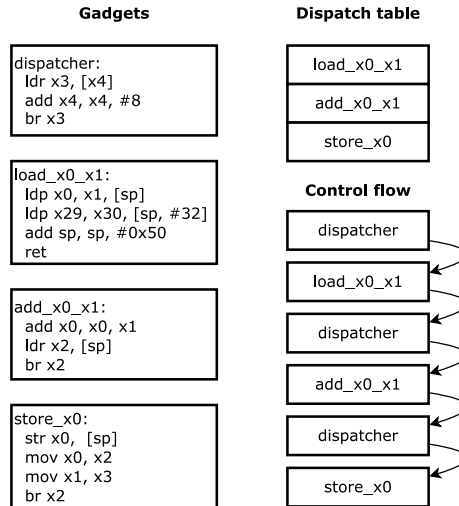 Gadgets
dispatcher:
ldr x3, [x4]
add x4, x4, #8
br x3
load_x0_x1:
ldp x0, x1, [sp]
ldp x29, x30, [sp, #32]
add sp, sp, #0x50
ret
add_x0_x1:
add x0, x0, x1
ldr x2, [sp]
br x2
store_x0:
str x0, [sp]
mov x0, x2
mov x1, x3
br x2
Dispatch table
load_x0_x1
add_x0_x1
store_x0
Control flow
dispatcher
load_x0_x1
dispatcher
add_x0_x1
dispatcher
store_x0